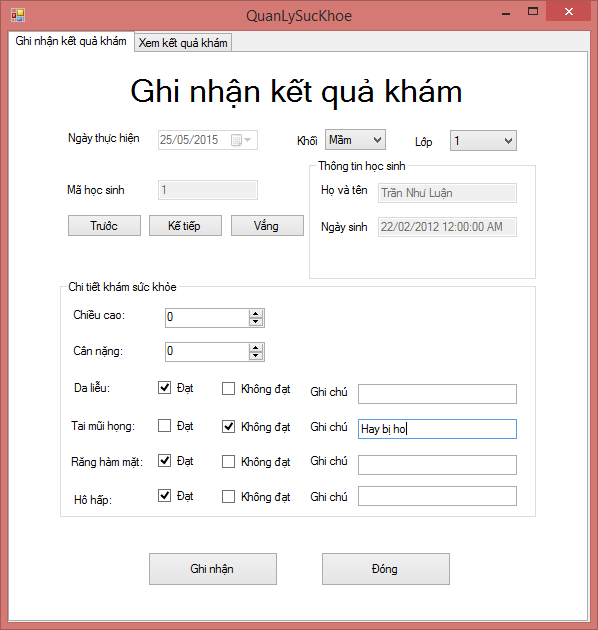 QuanLySucKhoe
Ghi nhận kết quả khám
Xem kết quả khám
Ghi nhận kết quả khám
Ngày thực hiện 25/05/2015 Khối Mầm Lớp 1
Thông tin học sinh
Mã học sinh 1 Họ và tên Trần Như Luận
Trước Kế tiếp Vắng Ngày sinh 22/02/2012 12:00:00 AM
Chi tiết khám sức khỏe
Chiều cao: 0
Cân nặng: 0
Da liễu: Đạt Không đạt Ghi chú
Tai mũi họng: Đạt Không đạt Ghi chú Hay bị ho
Răng hàm mặt: Đạt Không đạt Ghi chú
Hô hấp: Đạt Không đạt Ghi chú
Ghi nhận Đóng